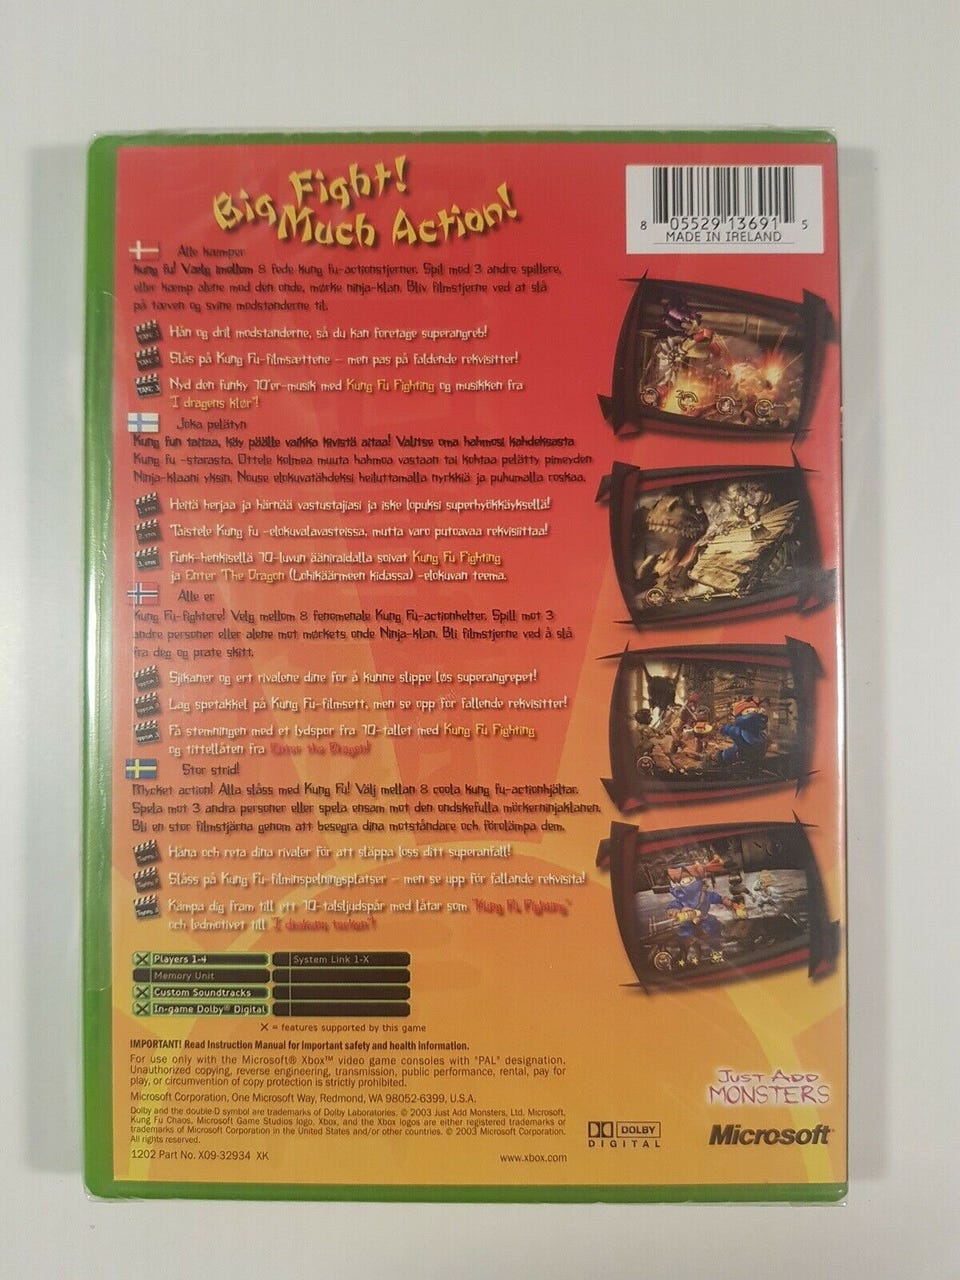 Big Fight!
Much Action!
8 05529 13691 5
MADE IN IRELAND
Alle kæmper
Kung fu! Vælg imellem 8 fede kung fu-actionstjerner. Spil mod 3 andre spillere,
eller kæmp alene mod den onde, mørke ninja-klan. Bliv filmstjerne ved at slå
på tæven og svine modstanderne til.
TAKE 1 Hån og dril modstanderne, så du kan foretage superangreb!
TAKE 2 Slås på Kung Fu-filmsættene – men pas på faldende rekvisitter!
TAKE 3 Nyd den funky 70'er-musik med Kung Fu Fighting og musikken fra
"I dragens klør"!
Joka pelätyn
Kung fun taitaa, käy päälle vaikka kivistä aitaa! Valitse oma hahmosi kahdeksasta
Kung fu -starasta. Ottele kolmea muuta hahmoa vastaan tai kohtaa pelätty pimeyden
Ninja-klaani yksin. Nouse elokuvatähdeksi heiluttamalla nyrkkiä ja puhumalla roskaa.
1. otos Heitä herjaa ja härnää vastustajiasi ja iske lopuksi superhyökkäyksellä!
2. otos Taistele Kung fu -elokuvalavasteissa, mutta varo putoavaa rekvisiittaa!
3. otos Funk-henkisellä 70-luvun ääniraidalla soivat Kung Fu Fighting
ja Enter The Dragon (Lohikäärmeen kidassa) -elokuvan teema.
Alle er
Kung Fu-fightere! Velg mellom 8 fenomenale Kung Fu-actionhelter. Spill mot 3
andre personer eller alene mot mørkets onde Ninja-klan. Bli filmstjerne ved å slå
fra deg og prate skitt.
Sjikaner og ert rivalene dine for å kunne slippe løs superangrepet!
Lag spetakkel på Kung Fu-filmsett, men se opp for fallende rekvisitter!
Få stemningen med et lydspor fra 70-tallet med Kung Fu Fighting
og tittellåten fra Enter the Dragon!
Stor strid!
Mycket action! Alla slåss med Kung Fu! Välj mellan 8 coola kung fu-actionhjältar.
Spela mot 3 andra personer eller spela ensam mot den ondskefulla mörkerninjaklanen.
Bli en stor filmstjärna genom att besegra dina motståndare och förolämpa dem.
Håna och reta dina rivaler för att släppa loss ditt superanfall!
Slåss på Kung Fu-filminspelningsplatser – men se upp för fallande rekvisita!
Kämpa dig fram till ett 70-talsljudspår med låtar som "Kung Fu Fighting"
och ledmotivet till "I drakens tecken"!
Players 1-4 System Link 1-X
Memory Unit
Custom Soundtracks
In-game Dolby® Digital
X = features supported by this game
IMPORTANT! Read Instruction Manual for important safety and health information.
For use only with the Microsoft® Xbox™ video game consoles with "PAL" designation.
Unauthorized copying, reverse engineering, transmission, public performance, rental, pay for
play, or circumvention of copy protection is strictly prohibited.
Microsoft Corporation, One Microsoft Way, Redmond, WA 98052-6399, U.S.A.
Dolby and the double-D symbol are trademarks of Dolby Laboratories. © 2003 Just Add Monsters, Ltd. Microsoft,
Kung Fu Chaos, Microsoft Game Studios logo, Xbox, and the Xbox logos are either registered trademarks or
trademarks of Microsoft Corporation in the United States and/or other countries. © 2003 Microsoft Corporation.
All rights reserved.
1202 Part No. X09-32934 XK
www.xbox.com
DOLBY
DIGITAL
JUST ADD
MONSTERS
Microsoft